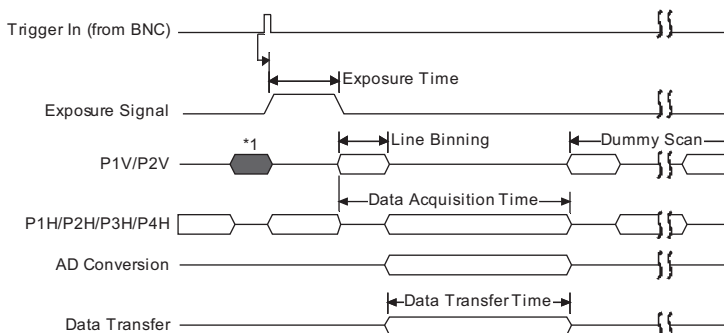 Trigger In (from BNC)
Exposure Time
Exposure Signal
*1
Line Binning
Dummy Scan
P1V/P2V
Data Acquisition Time
P1H/P2H/P3H/P4H
AD Conversion
Data Transfer Time
Data Transfer